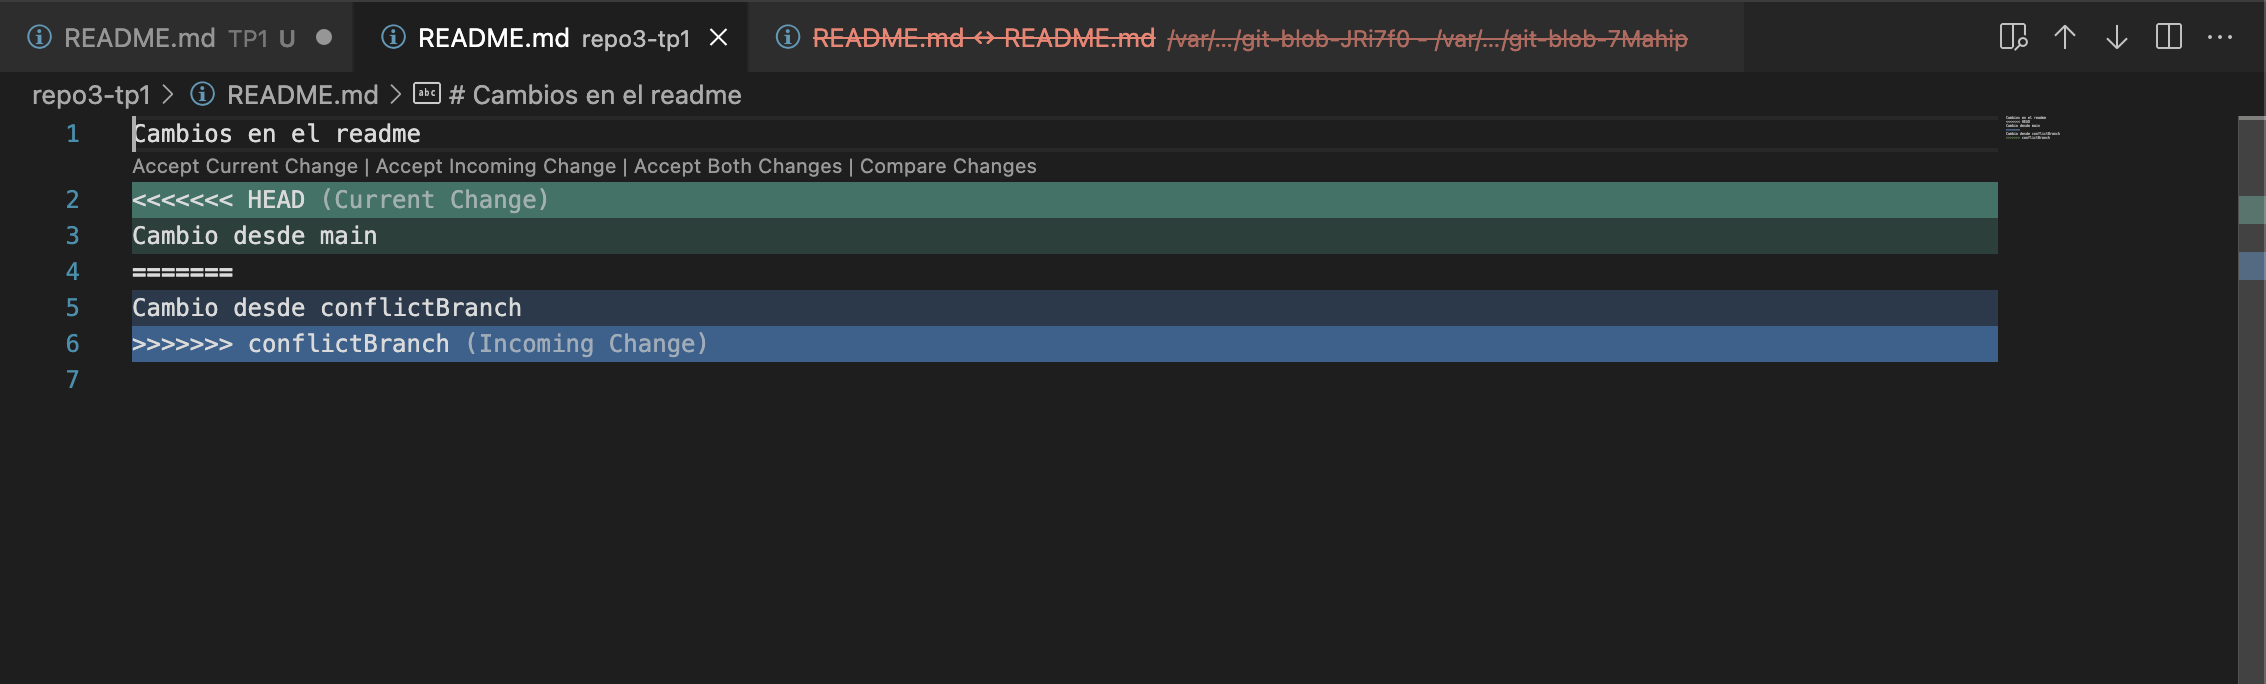 README.md TP1 U
README.md repo3-tp1
README.md ↔ README.md /var/.../git-blob-JRi7f0 - /var/.../git-blob-7Mahip
repo3-tp1 > README.md > abc # Cambios en el readme
1 Cambios en el readme
Accept Current Change | Accept Incoming Change | Accept Both Changes | Compare Changes
2 <<<<<<< HEAD (Current Change)
3 Cambio desde main
4 =======
5 Cambio desde conflictBranch
6 >>>>>>> conflictBranch (Incoming Change)
7